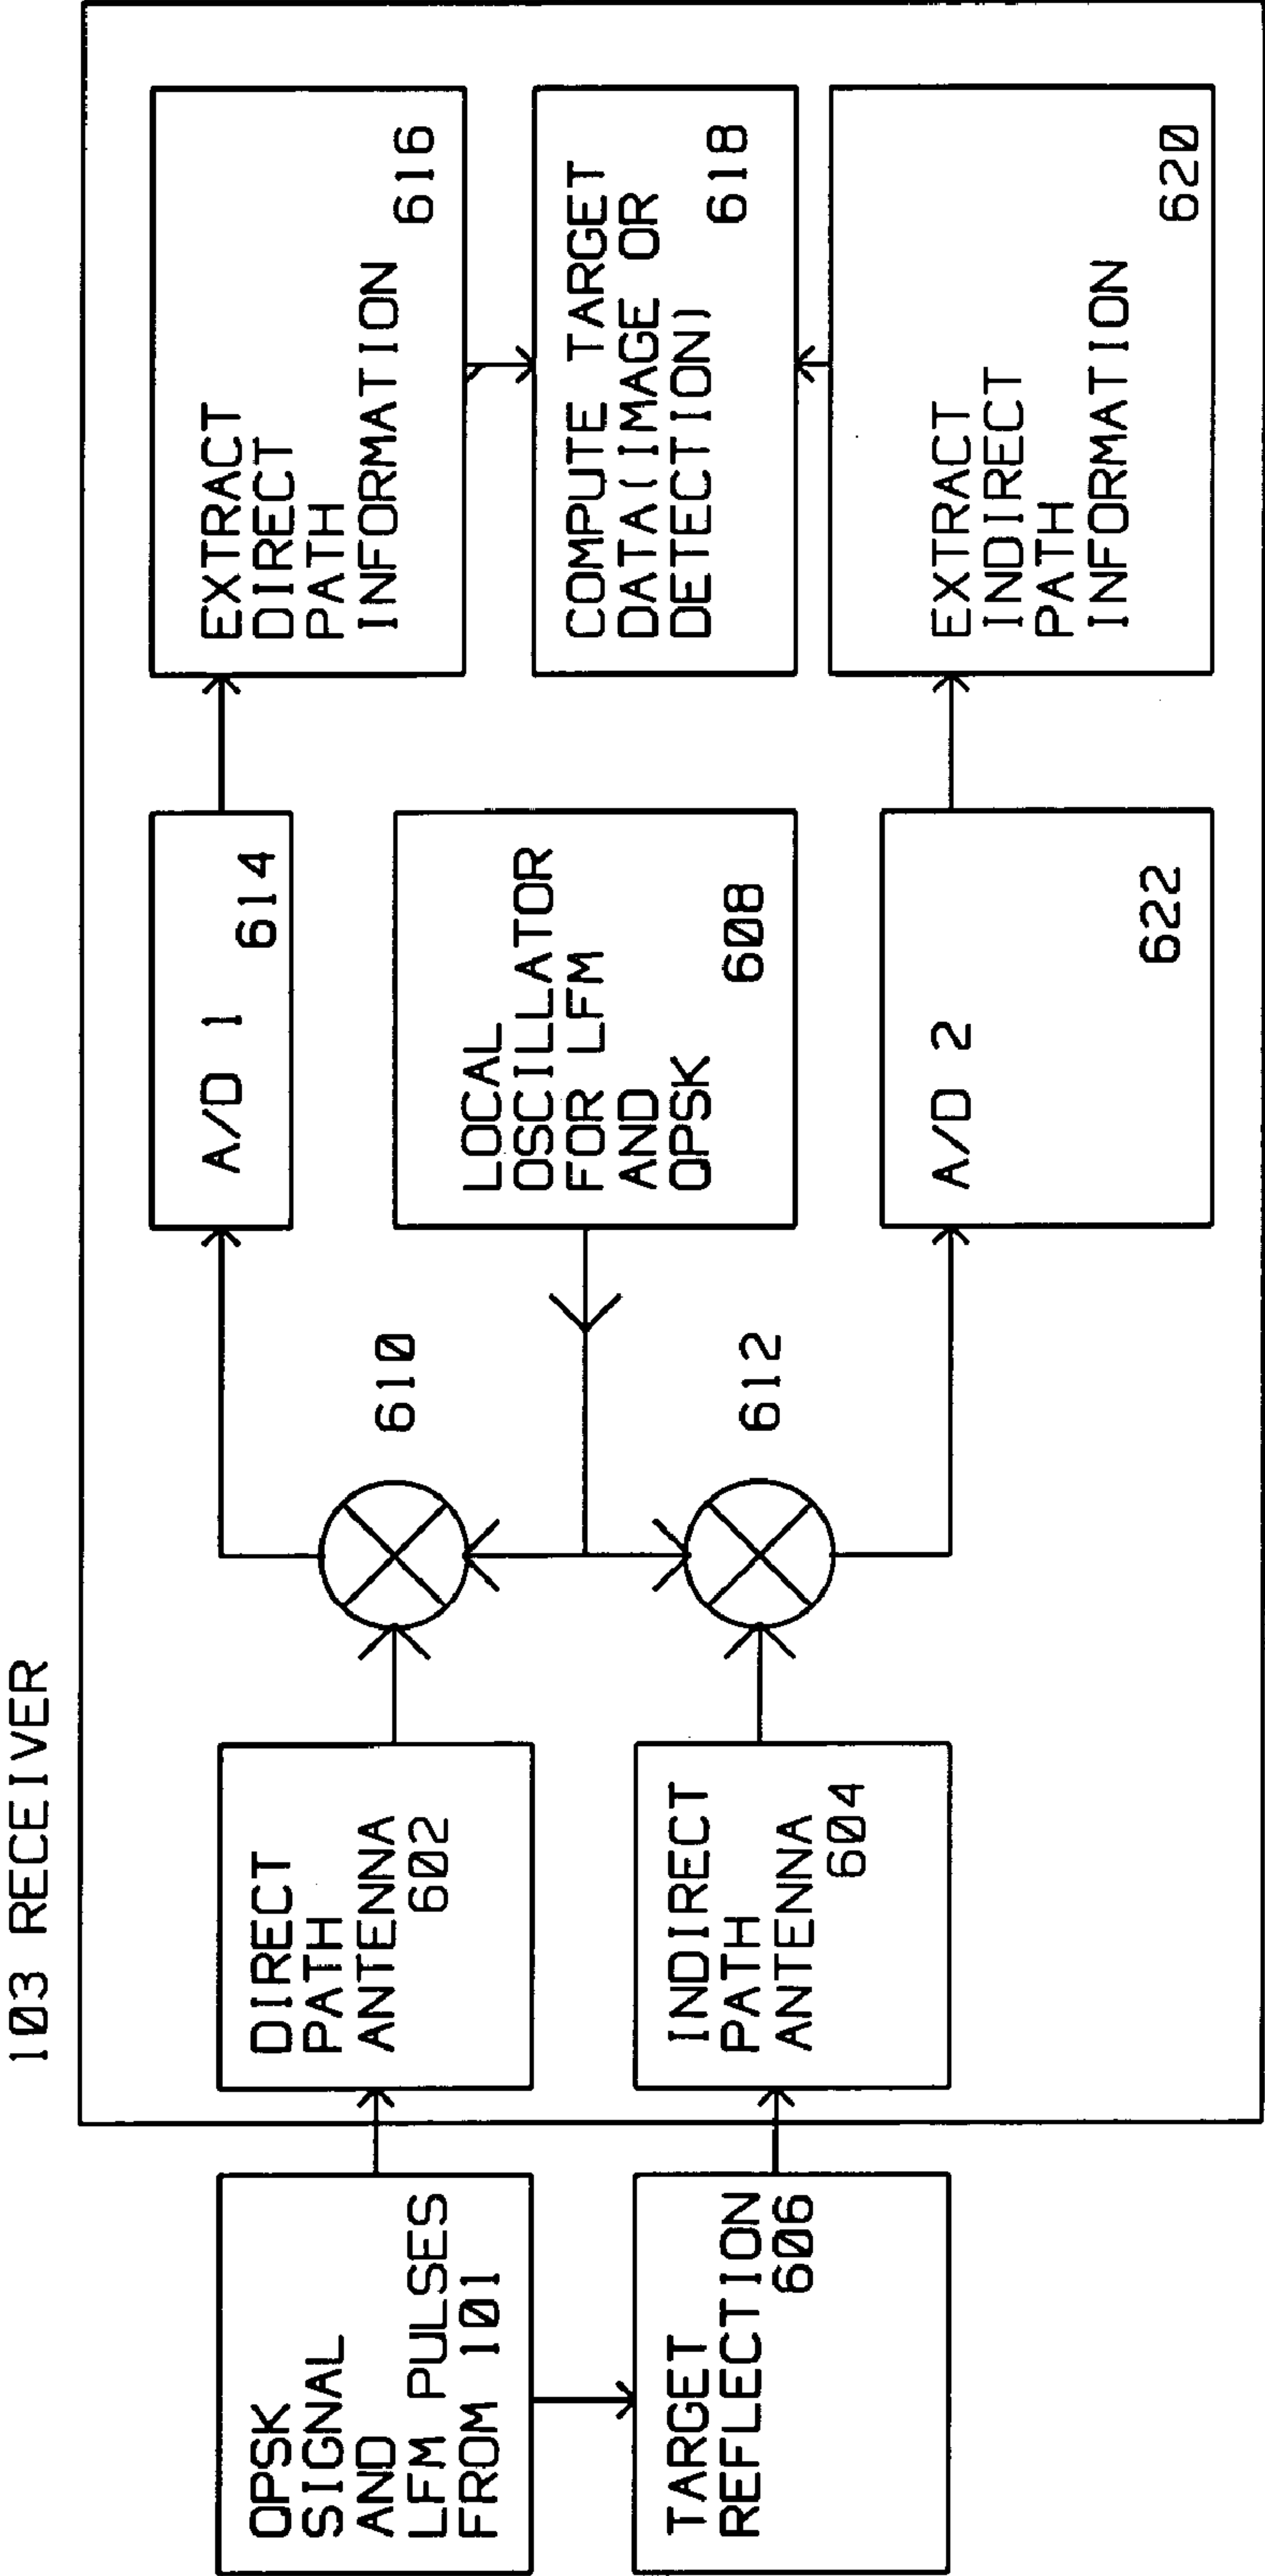 103 RECEIVER
OPSK
SIGNAL
AND
LFM PULSES
FROM 101
TARGET
REFLECTION
606
DIRECT
PATH
ANTENNA
602
INDIRECT
PATH
ANTENNA
604
610
612
A/D 1
614
LOCAL
OSCILLATOR
FOR LFM
AND
OPSK
608
A/D 2
622
EXTRACT
DIRECT
PATH
INFORMATION
616
COMPUTE TARGET
DATA(IMAGE OR
DETECTION)
618
EXTRACT
INDIRECT
PATH
INFORMATION
620